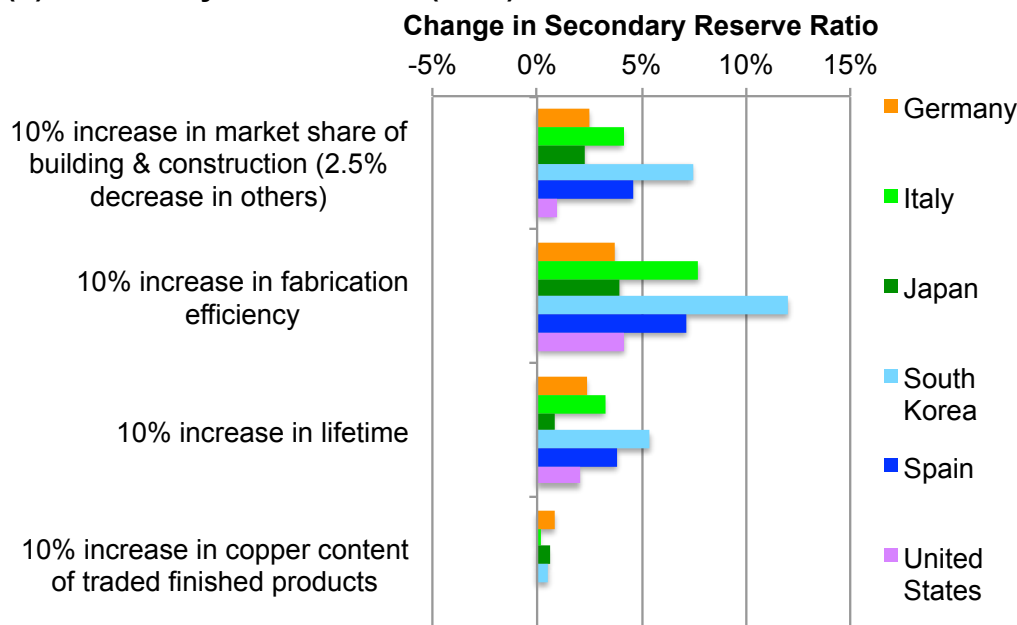 Change in Secondary Reserve Ratio
-5%
0%
5%
10%
15%
10% increase in market share of
building & construction (2.5%
decrease in others)
10% increase in fabrication
efficiency
10% increase in lifetime
10% increase in copper content
of traded finished products
Germany
Italy
Japan
South
Korea
Spain
United
States